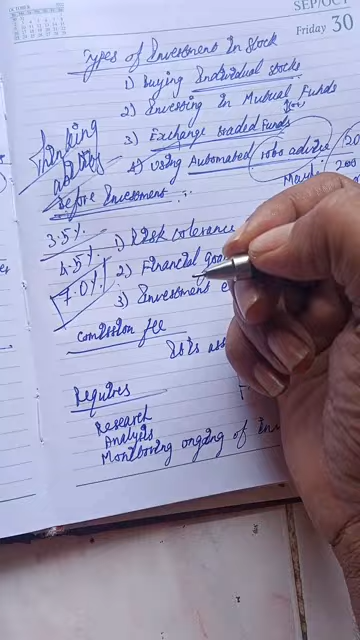 SEP/OCT
Friday 30
Types of Investment in stock
1) Buying Individual stocks
2) Investing in Mutual Funds
3) Exchange traded Funds
4) Using Automated robo advice
Thinking
ability
before Investment
3.5%
4.5%
7.0%
1) Risk tolerance
2) Financial
3) Investment
comission fee
Requires
Research
Analysis
Monitoring ongoing of